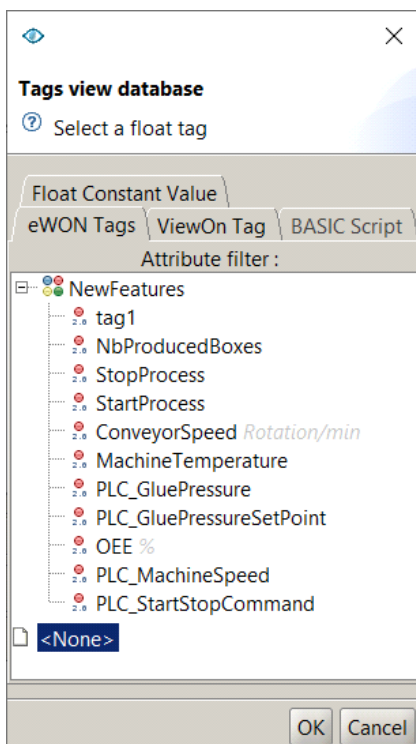 Tags view database
Select a float tag
Float Constant Value
eWON Tags ViewOn Tag BASIC Script
Attribute filter :
NewFeatures
tag1
NbProducedBoxes
StopProcess
StartProcess
ConveyorSpeed Rotation/min
MachineTemperature
PLC_GluePressure
PLC_GluePressureSetPoint
OEE %
PLC_MachineSpeed
PLC_StartStopCommand
<None>
OK Cancel